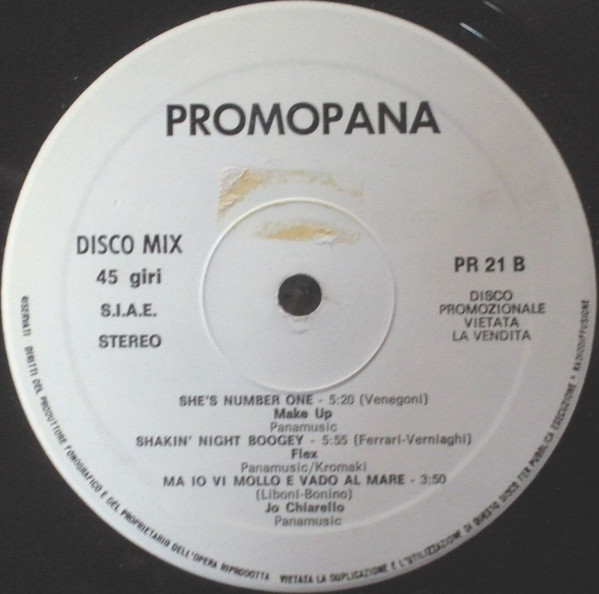 PROMOPANA
DISCO MIX
45 giri
S.I.A.E.
STEREO
PR 21 B
DISCO
PROMOZIONALE
VIETATA
LA VENDITA
SHE'S NUMBER ONE - 5:20 (Venegoni)
Make Up
Panamusic
SHAKIN' NIGHT BOOGEY - 5:55 (Ferrari-Verniaghi)
Flex
Panamusic/Kromaki
MA IO VI MOLLO E VADO AL MARE - 3:50
(Liboni-Bonino)
Jo Chiarello
Panamusic
RISERVATI DIRITTI DEL PRODUTTORE FONOGRAFICO E DEL PROPRIETARIO DELL'OPERA RIPRODOTTA VIETATA LA DUPLICAZIONE E L'UTILIZZAZIONE DI QUESTO DISCO PER PUBBLICA ESECUZIONE • RADIODIFFUSIONE